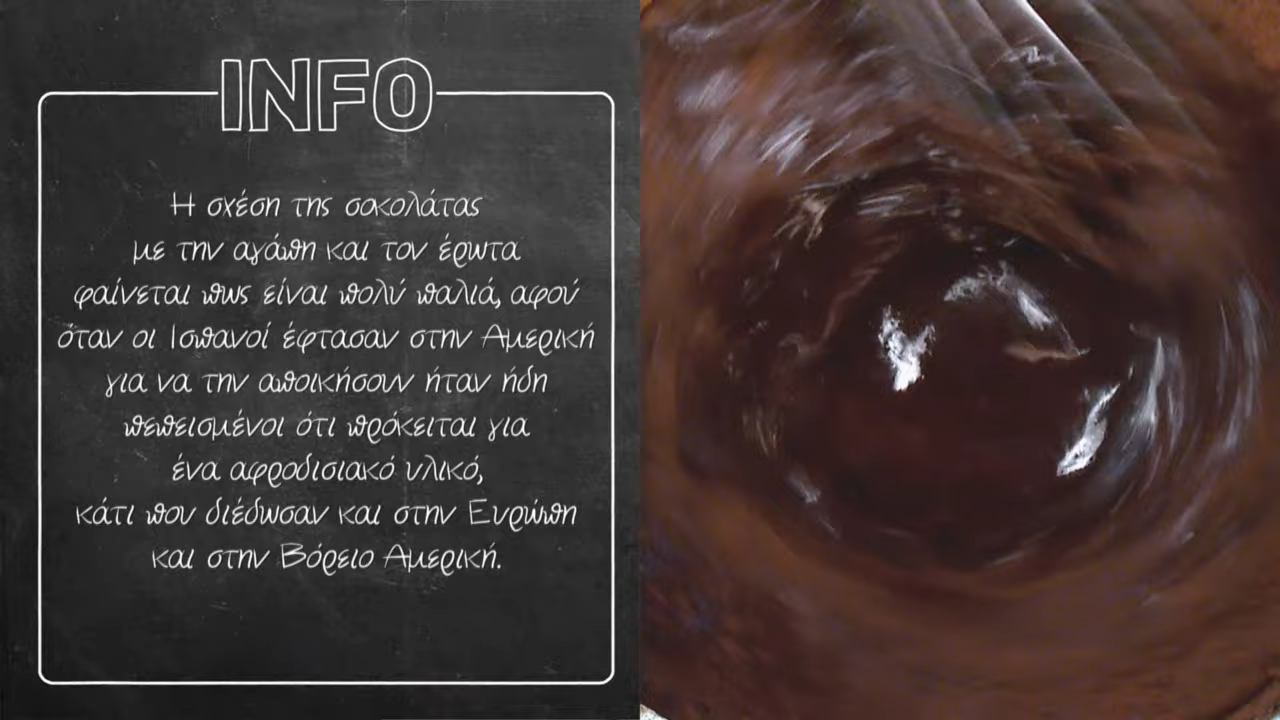 INFO
Η σχέση της σοκολάτας
με την αγάπη και τον έρωτα
φαίνεται πως είναι πολύ παλιά, αφού
όταν οι Ισπανοί έφτασαν στην Αμερική
για να την αποικήσουν ήταν ήδη
πεπεισμένοι ότι πρόκειται για
ένα αφροδισιακό υλικό,
κάτι που διέδωσαν και στην Ευρώπη
και στην Βόρειο Αμερική.